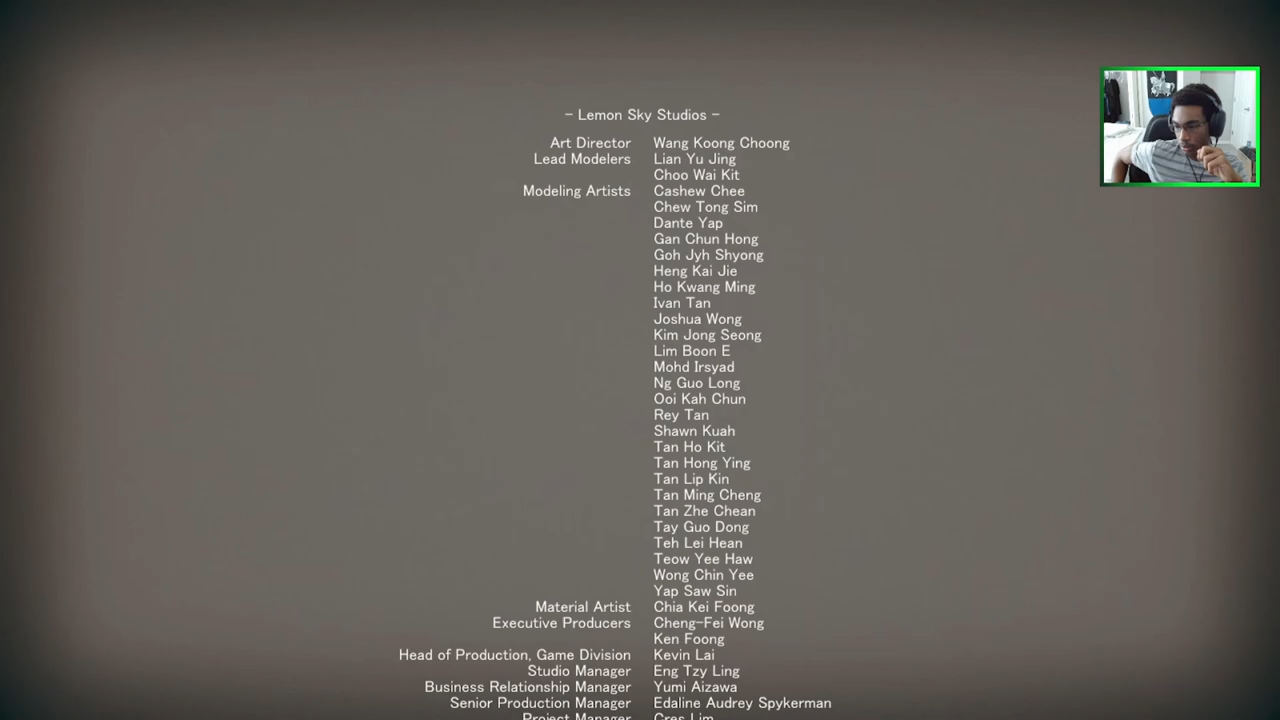 - Lemon Sky Studios -
Art Director Wang Koong Choong
Lead Modelers Lian Yu Jing
Choo Wai Kit
Modeling Artists Cashew Chee
Chew Tong Sim
Dante Yap
Gan Chun Hong
Goh Jyh Shyong
Heng Kai Jie
Ho Kwang Ming
Ivan Tan
Joshua Wong
Kim Jong Seong
Lim Boon E
Mohd Irsyad
Ng Guo Long
Ooi Kah Chun
Rey Tan
Shawn Kuah
Tan Ho Kit
Tan Hong Ying
Tan Lip Kin
Tan Ming Cheng
Tan Zhe Chean
Tay Guo Dong
Teh Lei Hean
Teow Yee Haw
Wong Chin Yee
Yap Saw Sin
Material Artist Chia Kei Foong
Executive Producers Cheng-Fei Wong
Ken Foong
Head of Production, Game Division Kevin Lai
Studio Manager Eng Tzy Ling
Business Relationship Manager Yumi Aizawa
Senior Production Manager Edaline Audrey Spykerman
Project Manager Cres Lim